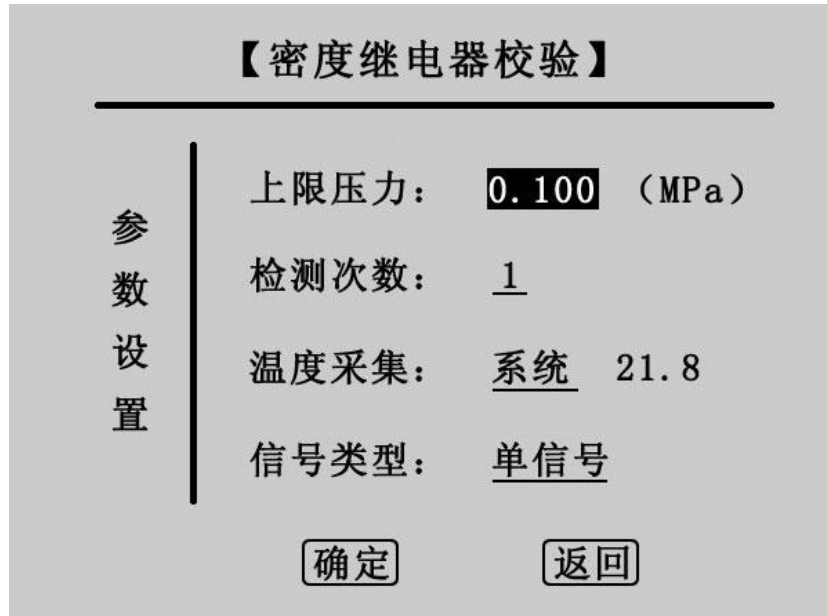 【密度继电器校验】
参数设置
上限压力： 0.100 （MPa）
检测次数： 1
温度采集： 系统 21.8
信号类型： 单信号
确定 返回